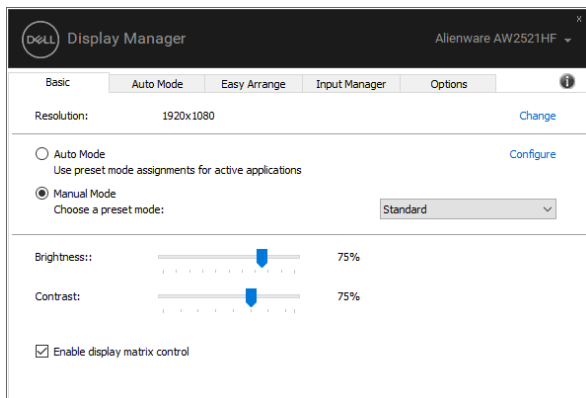 x
DELL Display Manager Alienware AW2521HF
Basic Auto Mode Easy Arrange Input Manager Options i
Resolution: 1920x1080 Change
Auto Mode Configure
Use preset mode assignments for active applications
Manual Mode
Choose a preset mode: Standard
Brightness:: 75%
Contrast: 75%
Enable display matrix control